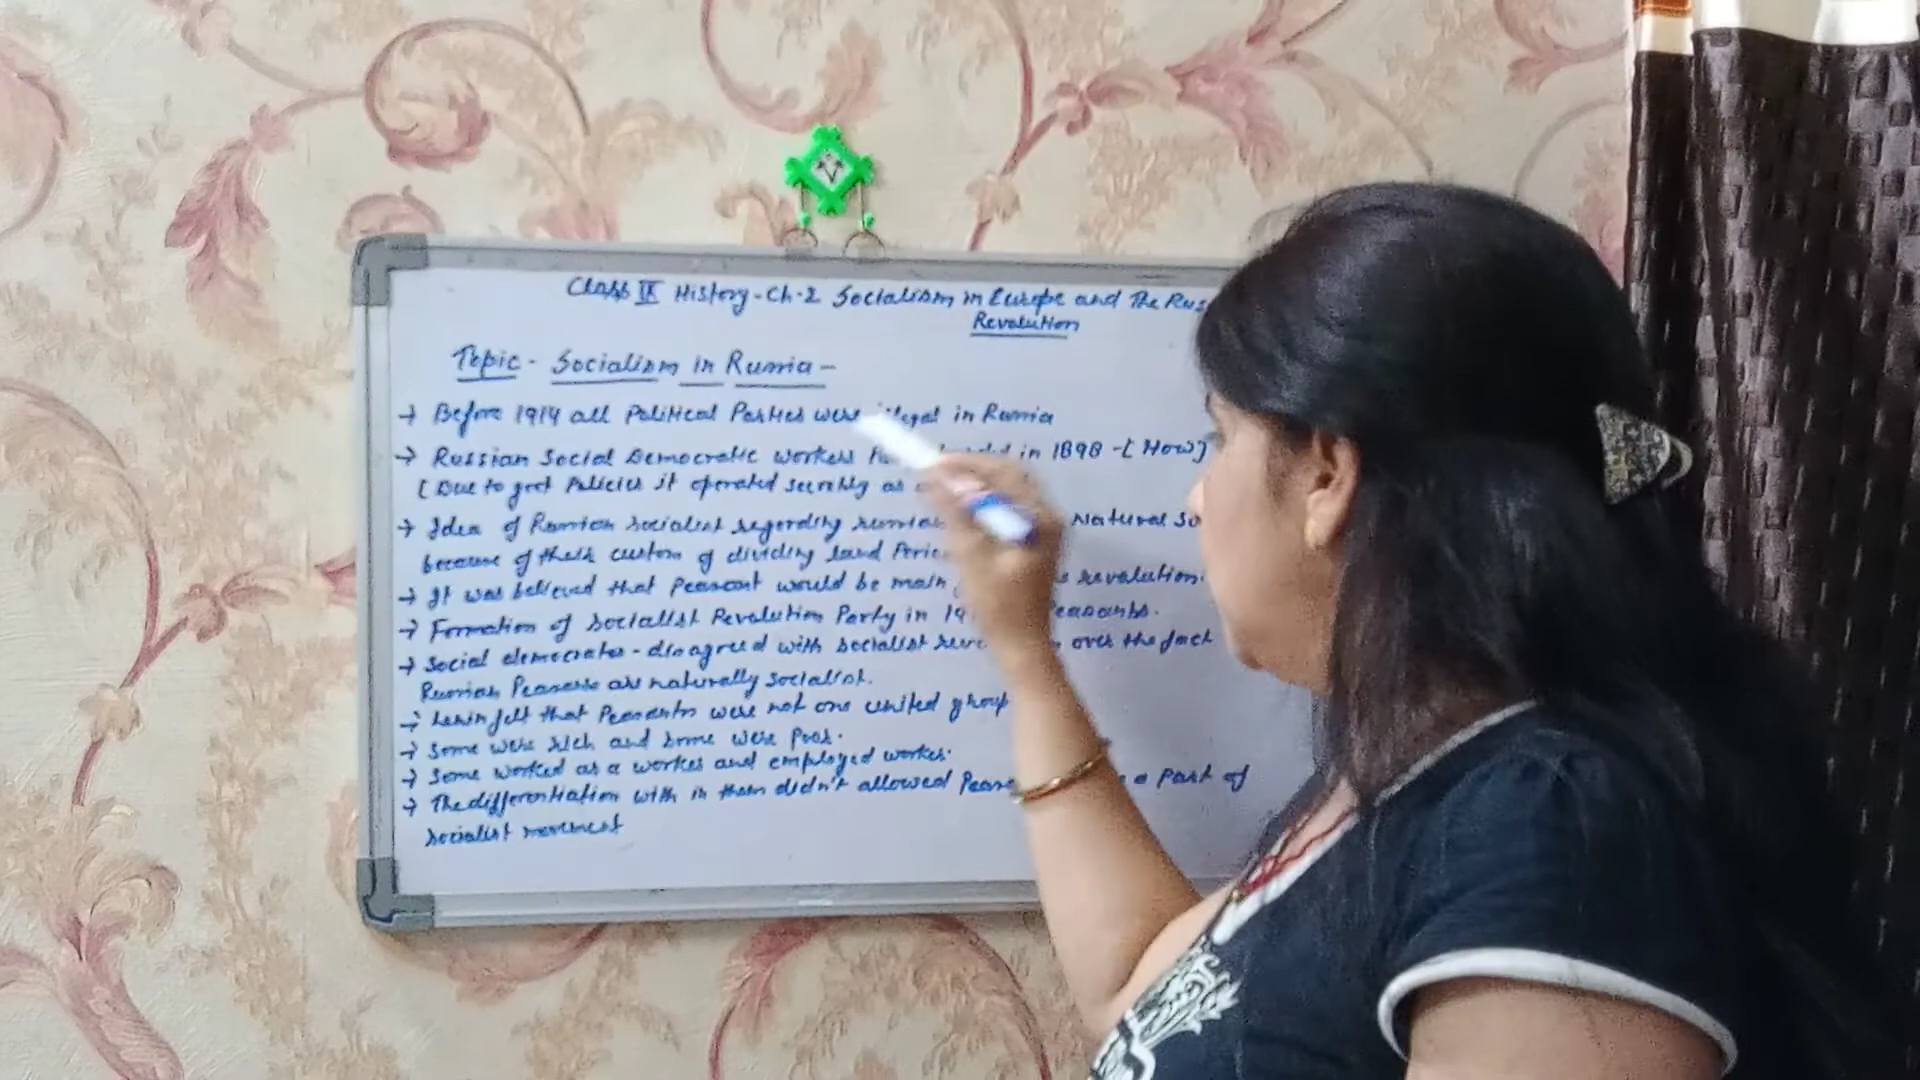 Class IX History-Ch-2 Socialism in Europe and The Rus
Revolution
Topic - Socialism in Russia -
→ Before 1914 all Political Parties were illegal in Russia
→ Russian Social Democratic workers in 1898 - [How]
[Due to govt Policies it operated secretly as
→ Idea of Russian socialist regarding Natural So
because of their custom of dividing land
→ It was believed that Peasant would be main revolution.
→ Formation of Socialist Revolution Party in 19 Peasants.
→ Social democrates - disagreed with socialist over the fact
Russian are naturally socialist.
→ Lenin felt that Peasants were not one united group
→ Some were rich and some were Poor.
→ Some worked as a worker and employed worker.
→ The differentiation with in them didn't allowed a part of
socialist movement